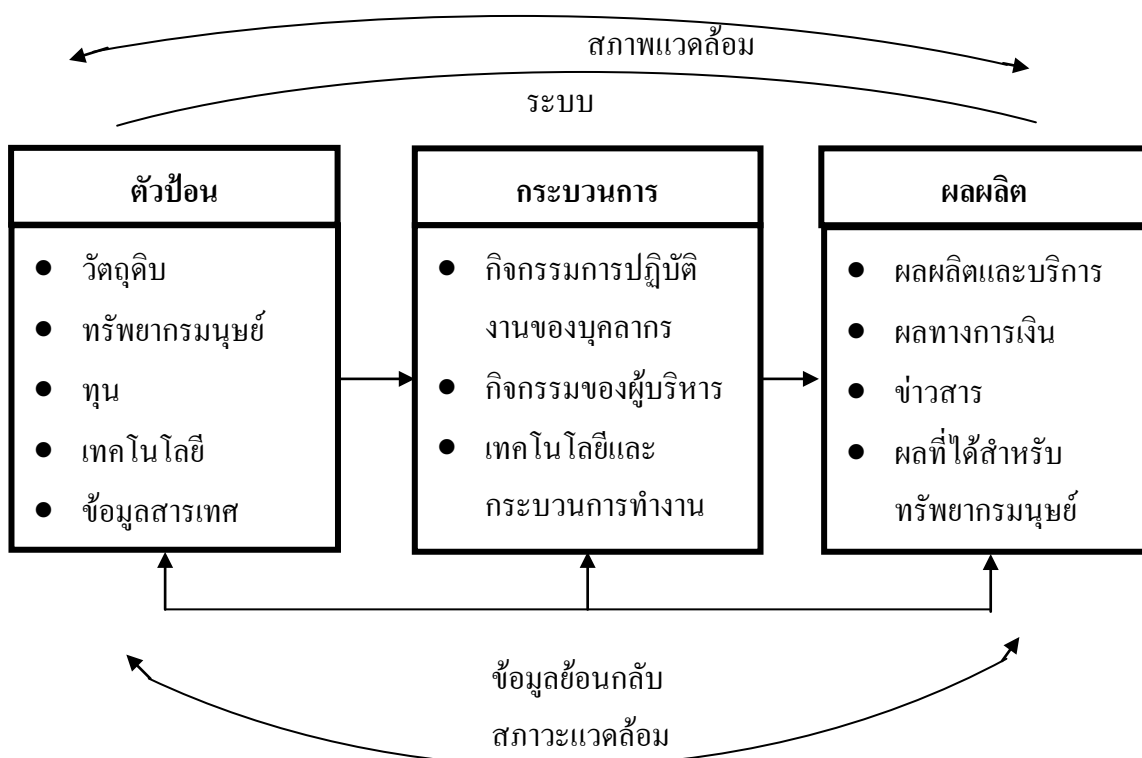 สภาพแวดล้อม
ระบบ
ตัวป้อน
วัตถุดิบ
ทรัพยากรมนุษย์
ทุน
เทคโนโลยี
ข้อมูลสารเทศ
กระบวนการ
กิจกรรมการปฏิบัติ
งานของบุคลากร
กิจกรรมของผู้บริหาร
เทคโนโลยีและ
กระบวนการทำงาน
ผลผลิต
ผลผลิตและบริการ
ผลทางการเงิน
ข่าวสาร
ผลที่ได้สำหรับ
ทรัพยากรมนุษย์
ข้อมูลย้อนกลับ
สภาวะแวดล้อม